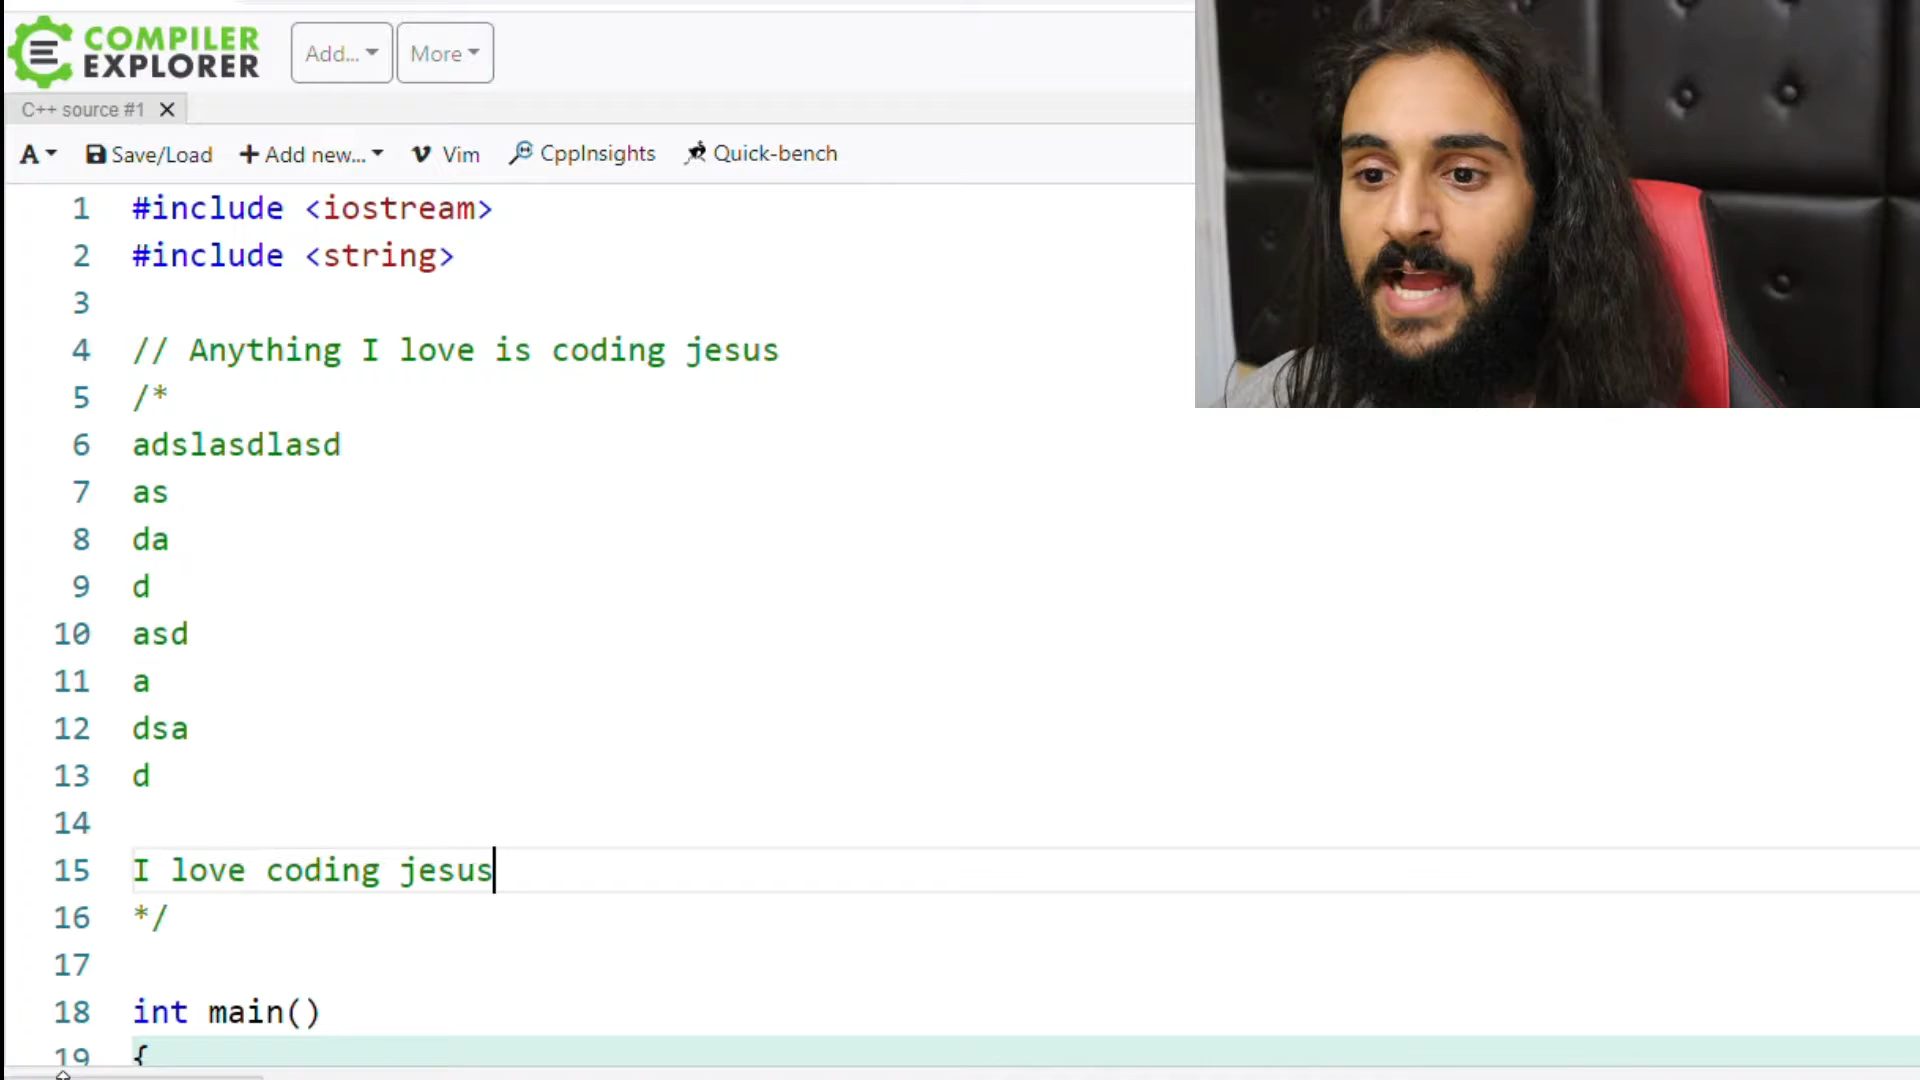 COMPILER
EXPLORER
Add...
More
C++ source #1
A
Save/Load
+ Add new...
Vim
CppInsights
Quick-bench
1 #include <iostream>
2 #include <string>
3
4 // Anything I love is coding jesus
5 /*
6 adslasdlasd
7 as
8 da
9 d
10 asd
11 a
12 dsa
13 d
14
15 I love coding jesus
16 */
17
18 int main()
19 {